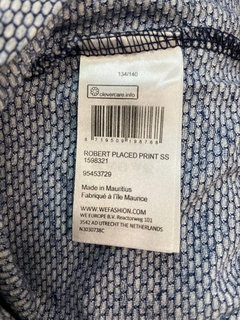 134/140
clevercare.info
ROBERT PLACED PRINT SS
1598321
95453729
Made in Mauritius
Fabriqué à l'île Maurice
WWW.WEFASHION.COM
WE EUROPE B.V. Reactorweg 101
3542 AD UTRECHT THE NETHERLANDS